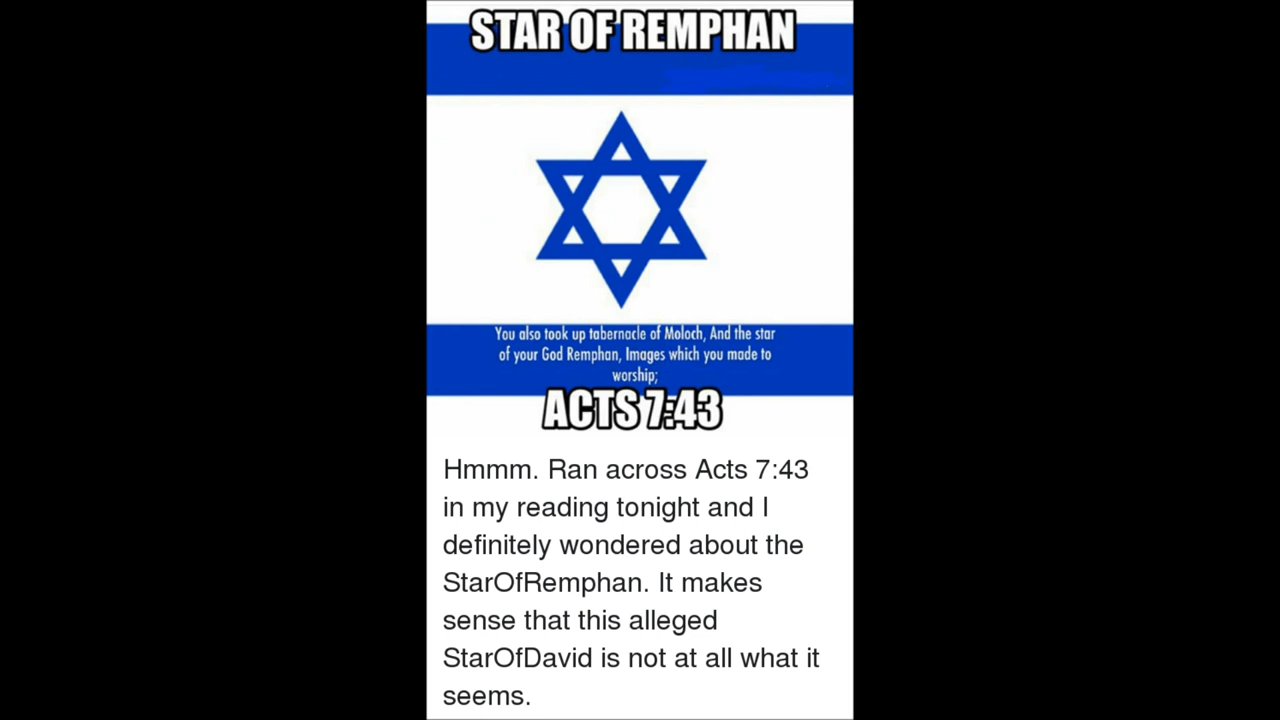 STAR OF REMPHAN
You also took up tabernacle of Moloch, And the star
of your God Remphan, Images which you made to
worship;
ACTS 7:43
Hmmm. Ran across Acts 7:43
in my reading tonight and I
definitely wondered about the
StarOfRemphan. It makes
sense that this alleged
StarOfDavid is not at all what it
seems.